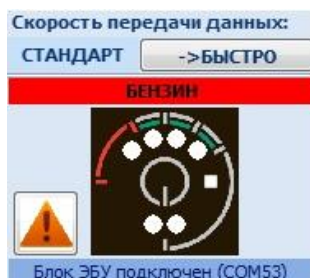 Скорость передачи данных:
СТАНДАРТ ->БЫСТРО
БЕНЗИН
Блок ЭБУ подключен (COM53)